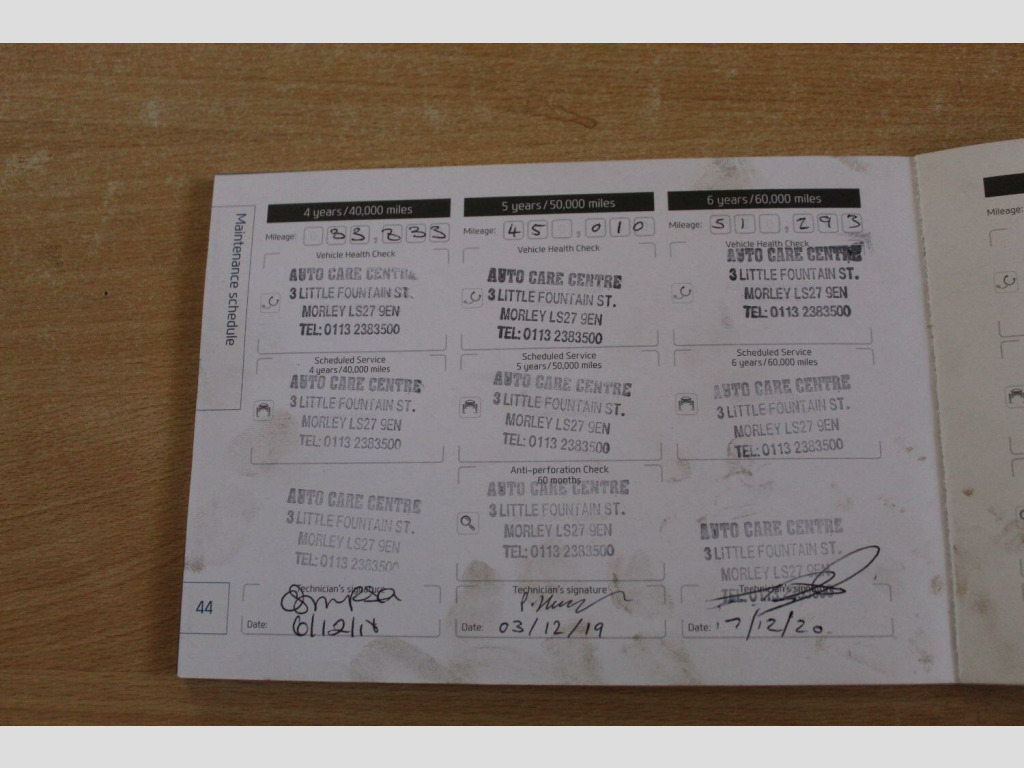 Maintenance schedule
4 years/40,000 miles
Mileage: 33,233
Vehicle Health Check
AUTO CARE CENTRE
3 LITTLE FOUNTAIN ST.
MORLEY LS27 9EN
TEL: 0113 2383500
Scheduled Service
4 years/40,000 miles
AUTO CARE CENTRE
3 LITTLE FOUNTAIN ST.
MORLEY LS27 9EN
TEL: 0113 2383500
AUTO CARE CENTRE
3 LITTLE FOUNTAIN ST.
MORLEY LS27 9EN
TEL: 0113 2383500
Technician's signature
Date: 6/12/18
5 years/50,000 miles
Mileage: 45,010
Vehicle Health Check
AUTO CARE CENTRE
3 LITTLE FOUNTAIN ST.
MORLEY LS27 9EN
TEL: 0113 2383500
Scheduled Service
5 years/50,000 miles
AUTO CARE CENTRE
3 LITTLE FOUNTAIN ST.
MORLEY LS27 9EN
TEL: 0113 2383500
Anti-perforation Check
60 months
AUTO CARE CENTRE
3 LITTLE FOUNTAIN ST.
MORLEY LS27 9EN
TEL: 0113 2383500
Technician's signature
Date: 03/12/19
6 years/60,000 miles
Mileage: 51,293
Vehicle Health Check
AUTO CARE CENTRE
3 LITTLE FOUNTAIN ST.
MORLEY LS27 9EN
TEL: 0113 2383500
Scheduled Service
6 years/60,000 miles
AUTO CARE CENTRE
3 LITTLE FOUNTAIN ST.
MORLEY LS27 9EN
TEL: 0113 2383500
AUTO CARE CENTRE
3 LITTLE FOUNTAIN ST.
MORLEY LS27 9EN
TEL: 0113 2383500
Technician's signature
Date: 17/12/20
44
Mileage: